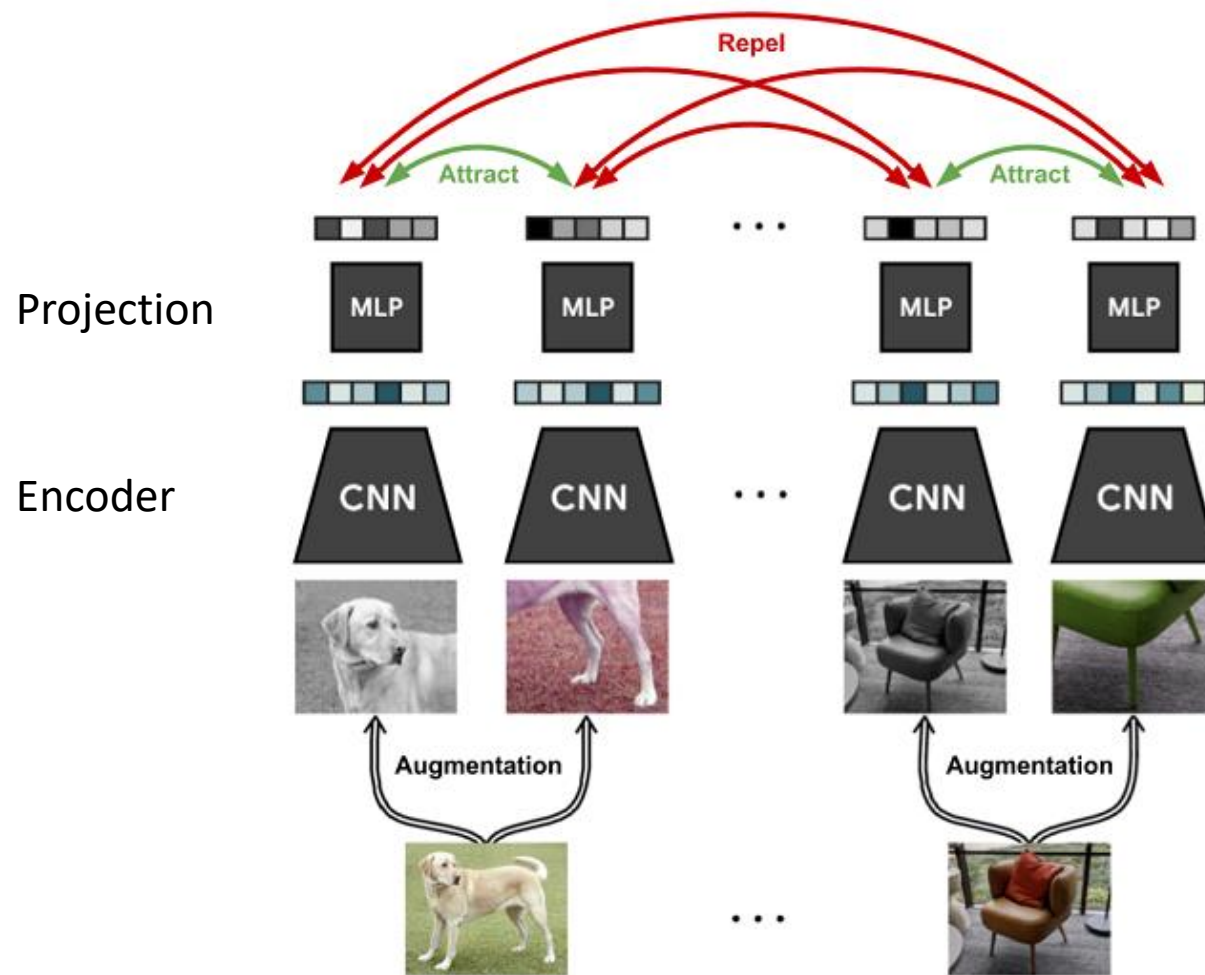 Repel
Attract Attract
Projection MLP MLP MLP MLP
Encoder CNN CNN CNN CNN
Augmentation Augmentation